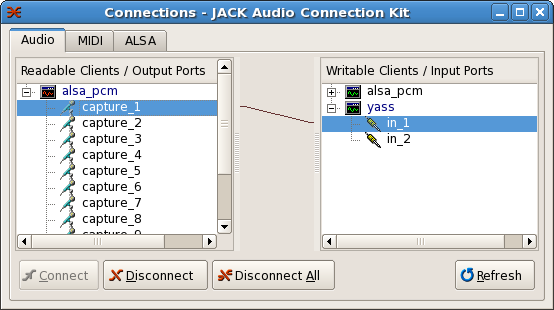 Connections - JACK Audio Connection Kit
Audio MIDI ALSA
Readable Clients / Output Ports
alsa_pcm
capture_1
capture_2
capture_3
capture_4
capture_5
capture_6
capture_7
capture_8
capture_9
Writable Clients / Input Ports
alsa_pcm
yass
in_1
in_2
Connect Disconnect Disconnect All Refresh